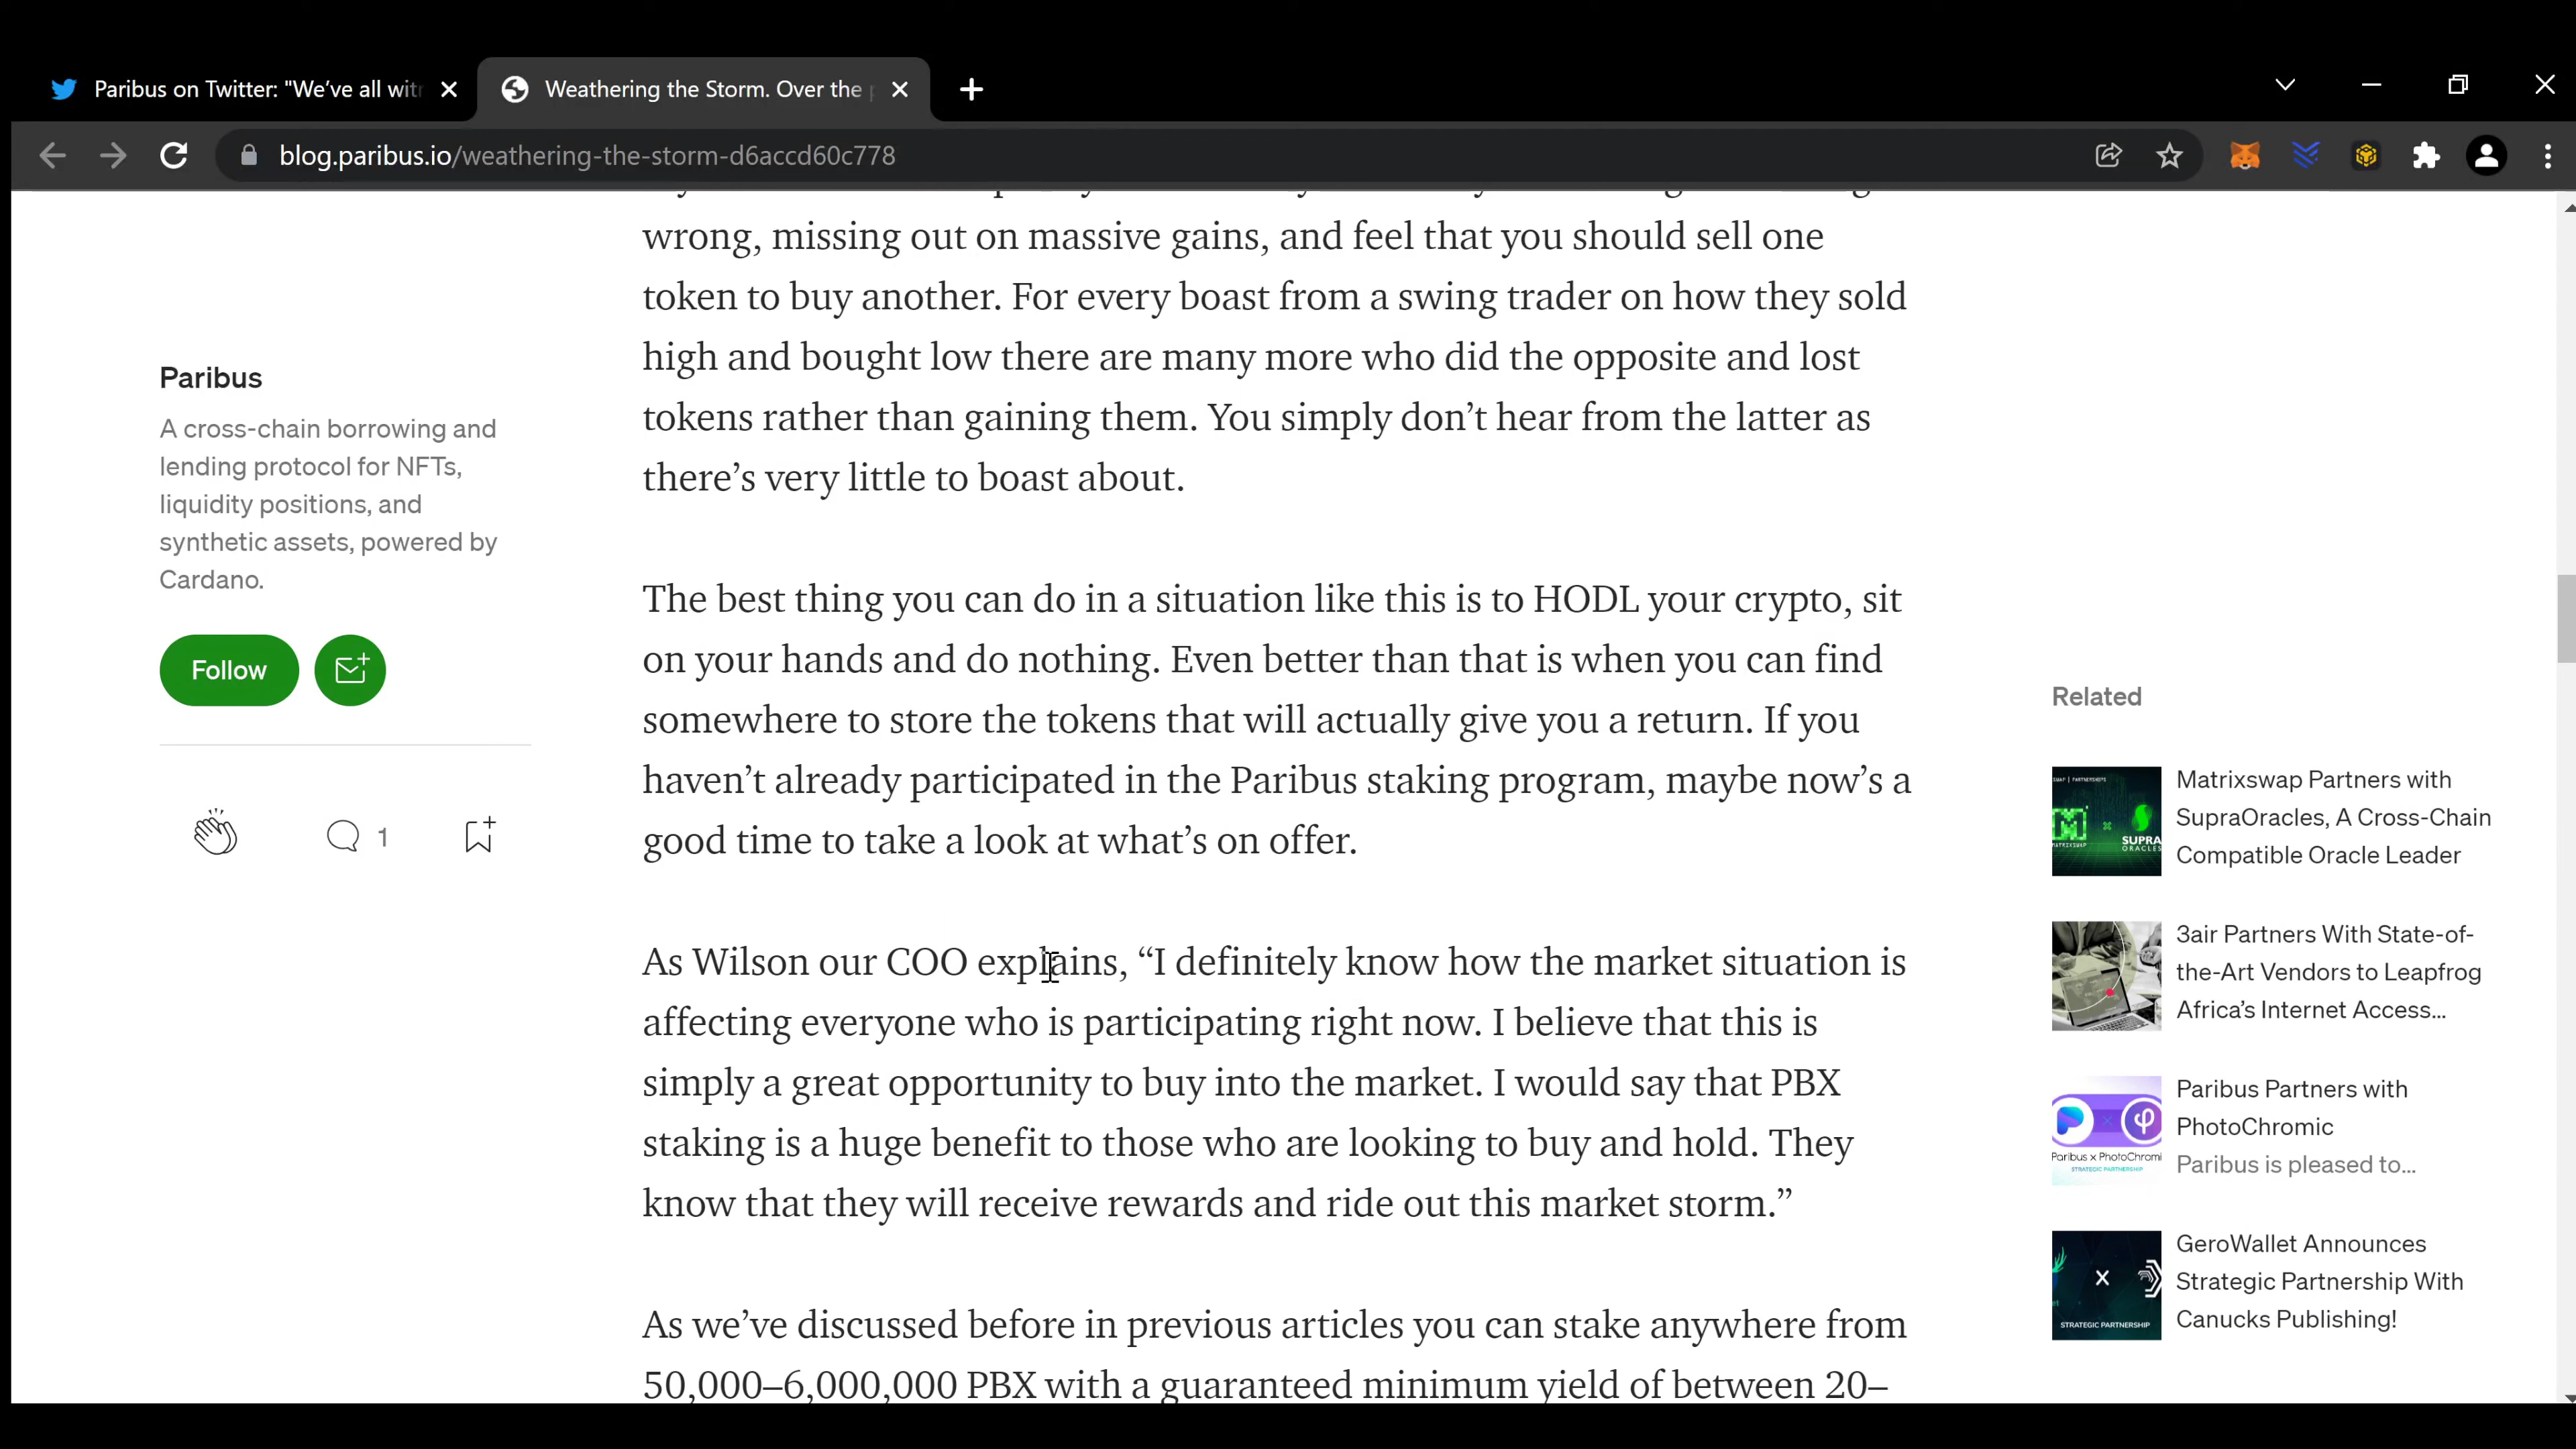 Paribus on Twitter: "We've all wit
Weathering the Storm. Over the p
blog.paribus.io/weathering-the-storm-d6accd60c778
wrong, missing out on massive gains, and feel that you should sell one
token to buy another. For every boast from a swing trader on how they sold
high and bought low there are many more who did the opposite and lost
tokens rather than gaining them. You simply don’t hear from the latter as
there’s very little to boast about.
The best thing you can do in a situation like this is to HODL your crypto, sit
on your hands and do nothing. Even better than that is when you can find
somewhere to store the tokens that will actually give you a return. If you
haven’t already participated in the Paribus staking program, maybe now’s a
good time to take a look at what’s on offer.
As Wilson our COO explains, “I definitely know how the market situation is
affecting everyone who is participating right now. I believe that this is
simply a great opportunity to buy into the market. I would say that PBX
staking is a huge benefit to those who are looking to buy and hold. They
know that they will receive rewards and ride out this market storm.”
As we’ve discussed before in previous articles you can stake anywhere from
50,000–6,000,000 PBX with a guaranteed minimum yield of between 20–
Paribus
A cross-chain borrowing and
lending protocol for NFTs,
liquidity positions, and
synthetic assets, powered by
Cardano.
Follow
1
Related
Matrixswap Partners with
SupraOracles, A Cross-Chain
Compatible Oracle Leader
MATRIXSWAP
SUPRA
ORACLES
3air Partners With State-of-
the-Art Vendors to Leapfrog
Africa’s Internet Access...
Paribus Partners with
PhotoChromic
Paribus is pleased to...
Paribus x PhotoChromi
STRATEGIC PARTNERSHIP
GeroWallet Announces
Strategic Partnership With
Canucks Publishing!
X
STRATEGIC PARTNERSHIP